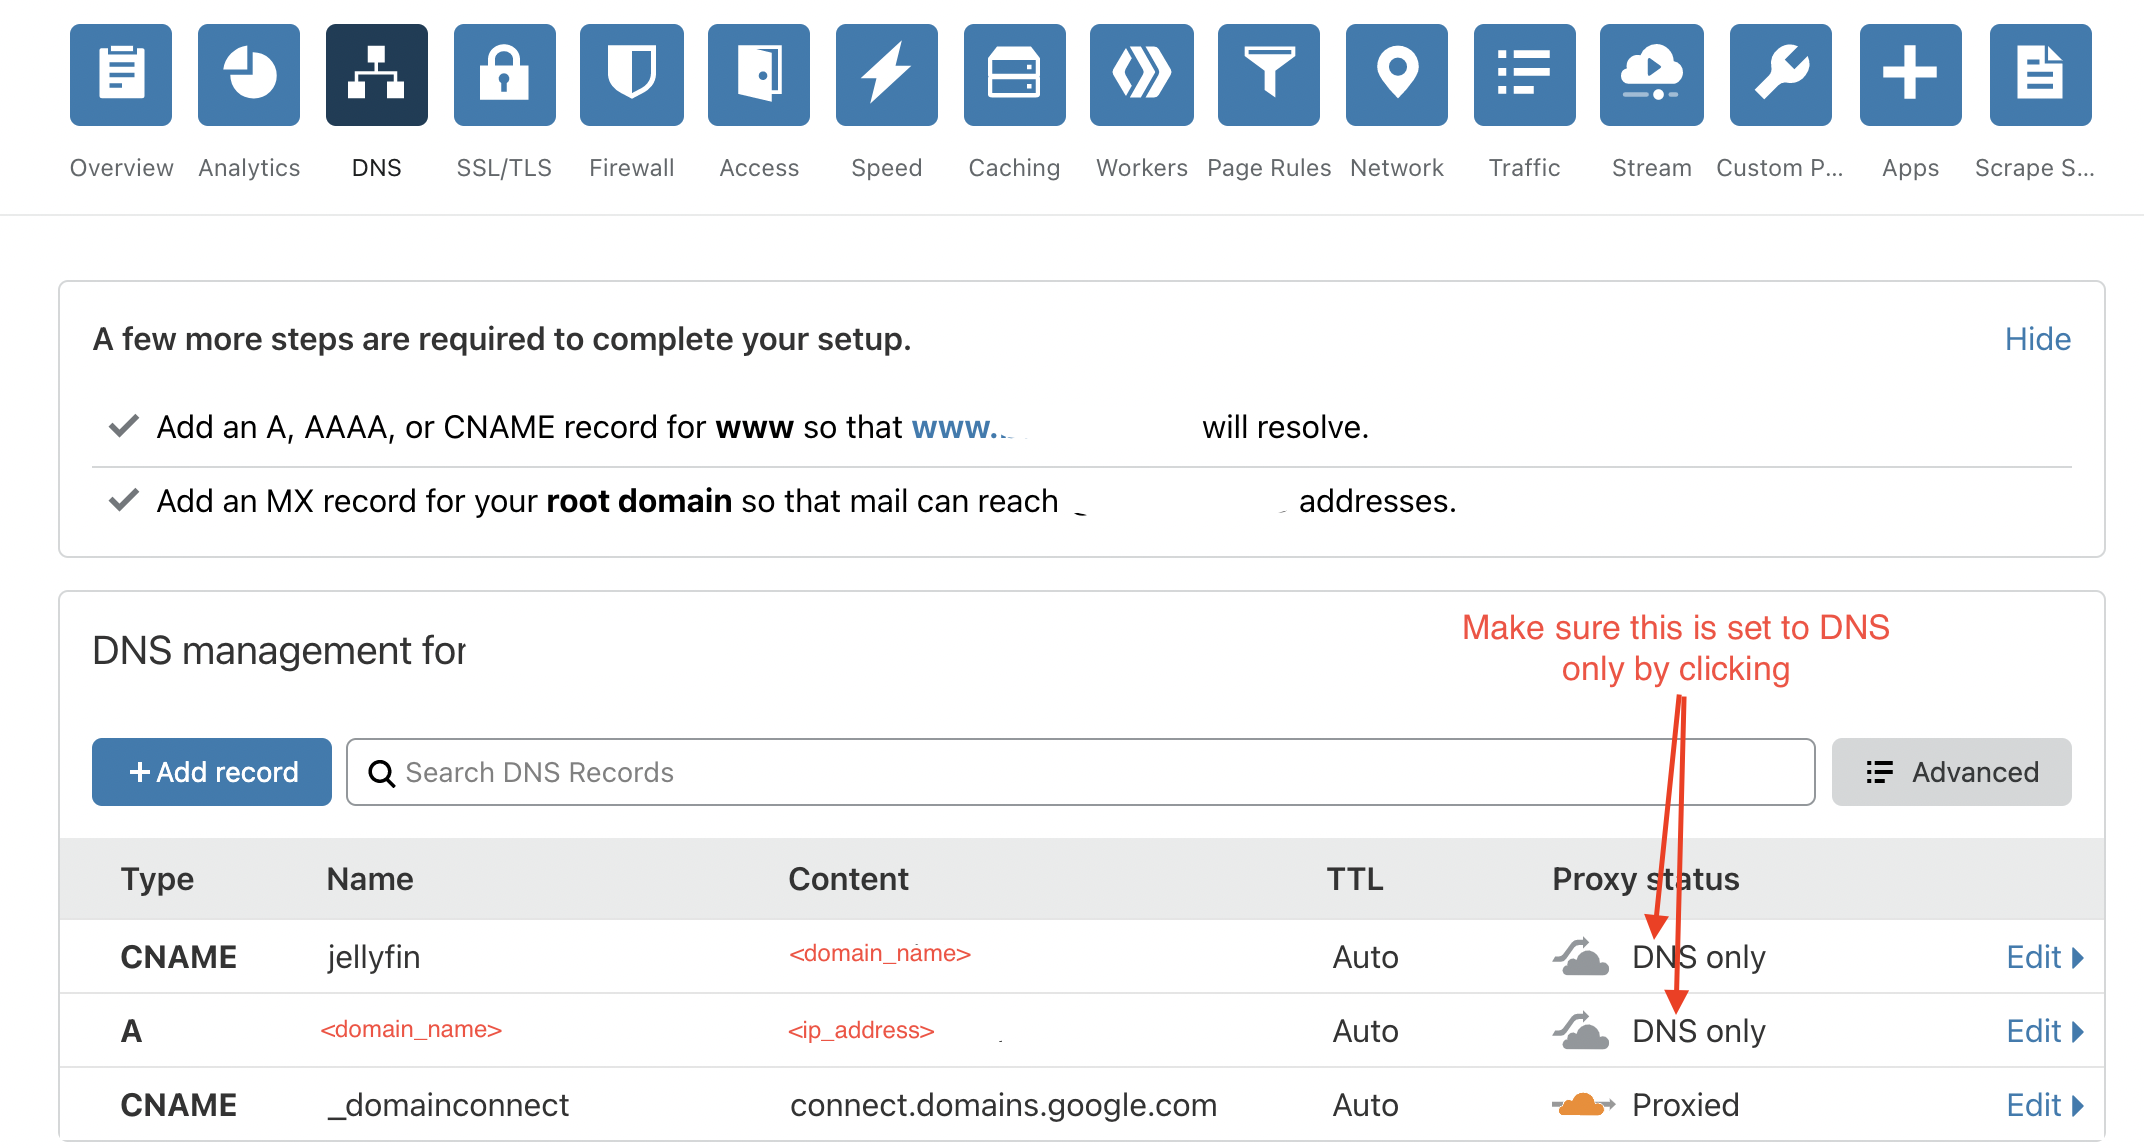 Overview Analytics DNS SSL/TLS Firewall Access Speed Caching Workers Page Rules Network Traffic Stream Custom P... Apps Scrape S...
A few more steps are required to complete your setup. Hide
Add an A, AAAA, or CNAME record for www so that www. will resolve.
Add an MX record for your root domain so that mail can reach addresses.
Make sure this is set to DNS
only by clicking
DNS management for
+ Add record Search DNS Records Advanced
Type Name Content TTL Proxy status
CNAME jellyfin <domain_name> Auto DNS only Edit
A <domain_name> <ip_address> Auto DNS only Edit
CNAME _domainconnect connect.domains.google.com Auto Proxied Edit